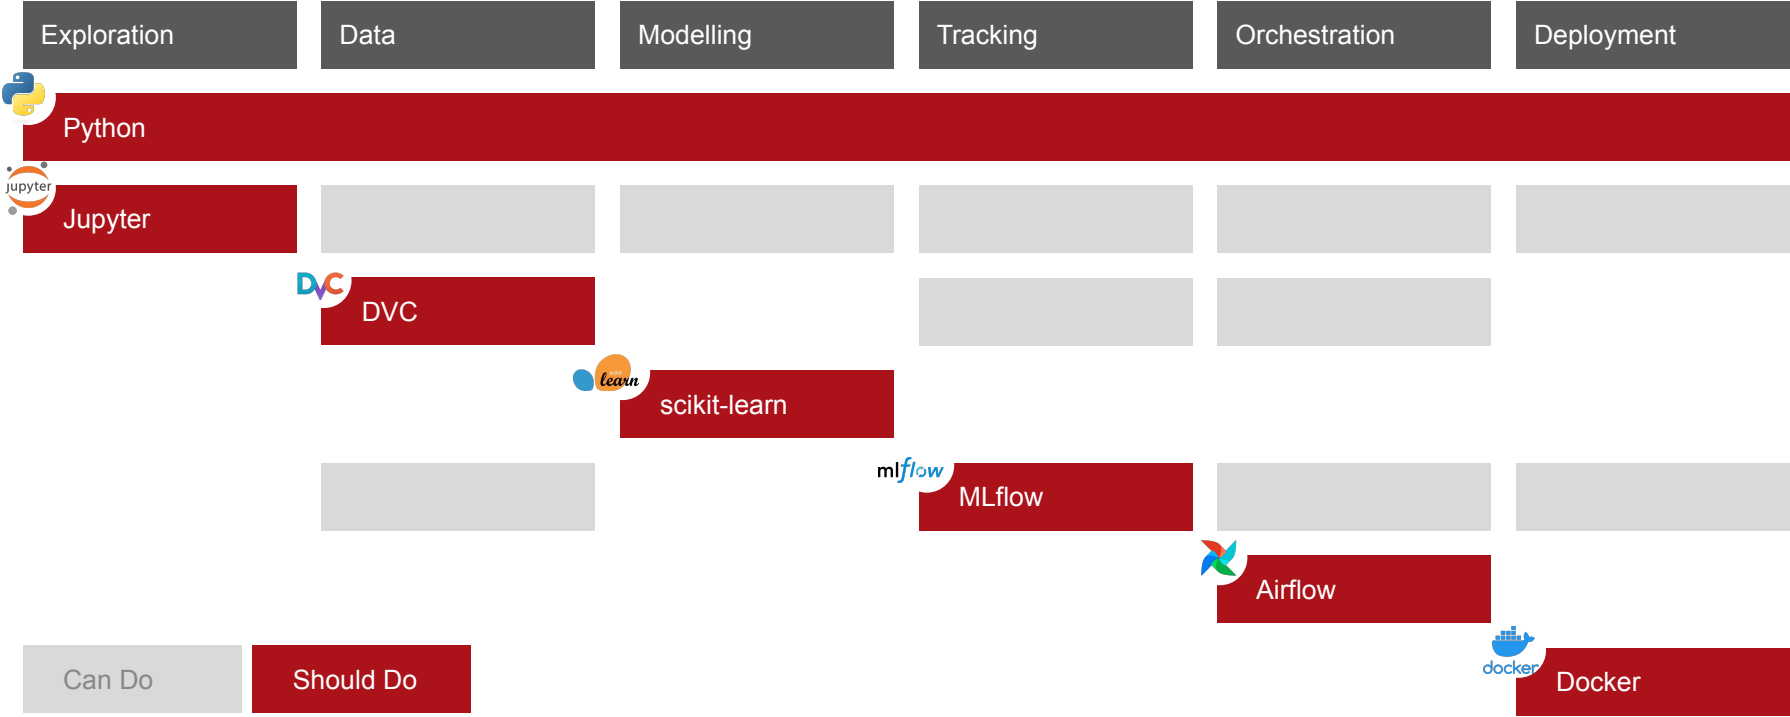 Exploration
Data
Modelling
Tracking
Orchestration
Deployment
Python
jupyter
Jupyter
DVC
DVC
learn
scikit-learn
mlflow
MLflow
Airflow
docker
Docker
Can Do
Should Do